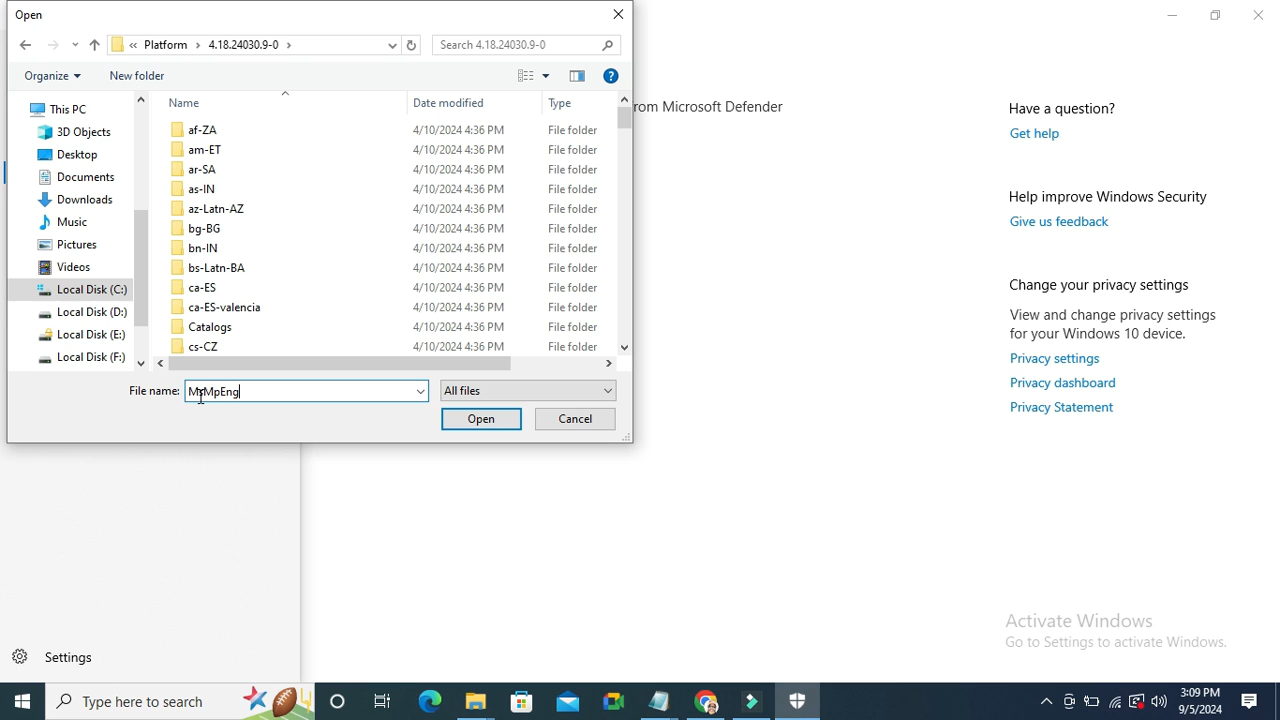 Open
Platform > 4.18.24030.9-0 >
Search 4.18.24030.9-0
Organize
New folder
This PC
3D Objects
Desktop
Documents
Downloads
Music
Pictures
Videos
Local Disk (C:)
Local Disk (D:)
Local Disk (E:)
Local Disk (F:)
Name Date modified Type
af-ZA 4/10/2024 4:36 PM File folder
am-ET 4/10/2024 4:36 PM File folder
ar-SA 4/10/2024 4:36 PM File folder
as-IN 4/10/2024 4:36 PM File folder
az-Latn-AZ 4/10/2024 4:36 PM File folder
bg-BG 4/10/2024 4:36 PM File folder
bn-IN 4/10/2024 4:36 PM File folder
bs-Latn-BA 4/10/2024 4:36 PM File folder
ca-ES 4/10/2024 4:36 PM File folder
ca-ES-valencia 4/10/2024 4:36 PM File folder
Catalogs 4/10/2024 4:36 PM File folder
cs-CZ 4/10/2024 4:36 PM File folder
File name:
All files
Open
Cancel
rom Microsoft Defender
Have a question?
Get help
Help improve Windows Security
Give us feedback
Change your privacy settings
View and change privacy settings
for your Windows 10 device.
Privacy settings
Privacy dashboard
Privacy Statement
Settings
Activate Windows
Go to Settings to activate Windows.
Type here to search
3:09 PM
9/5/2024